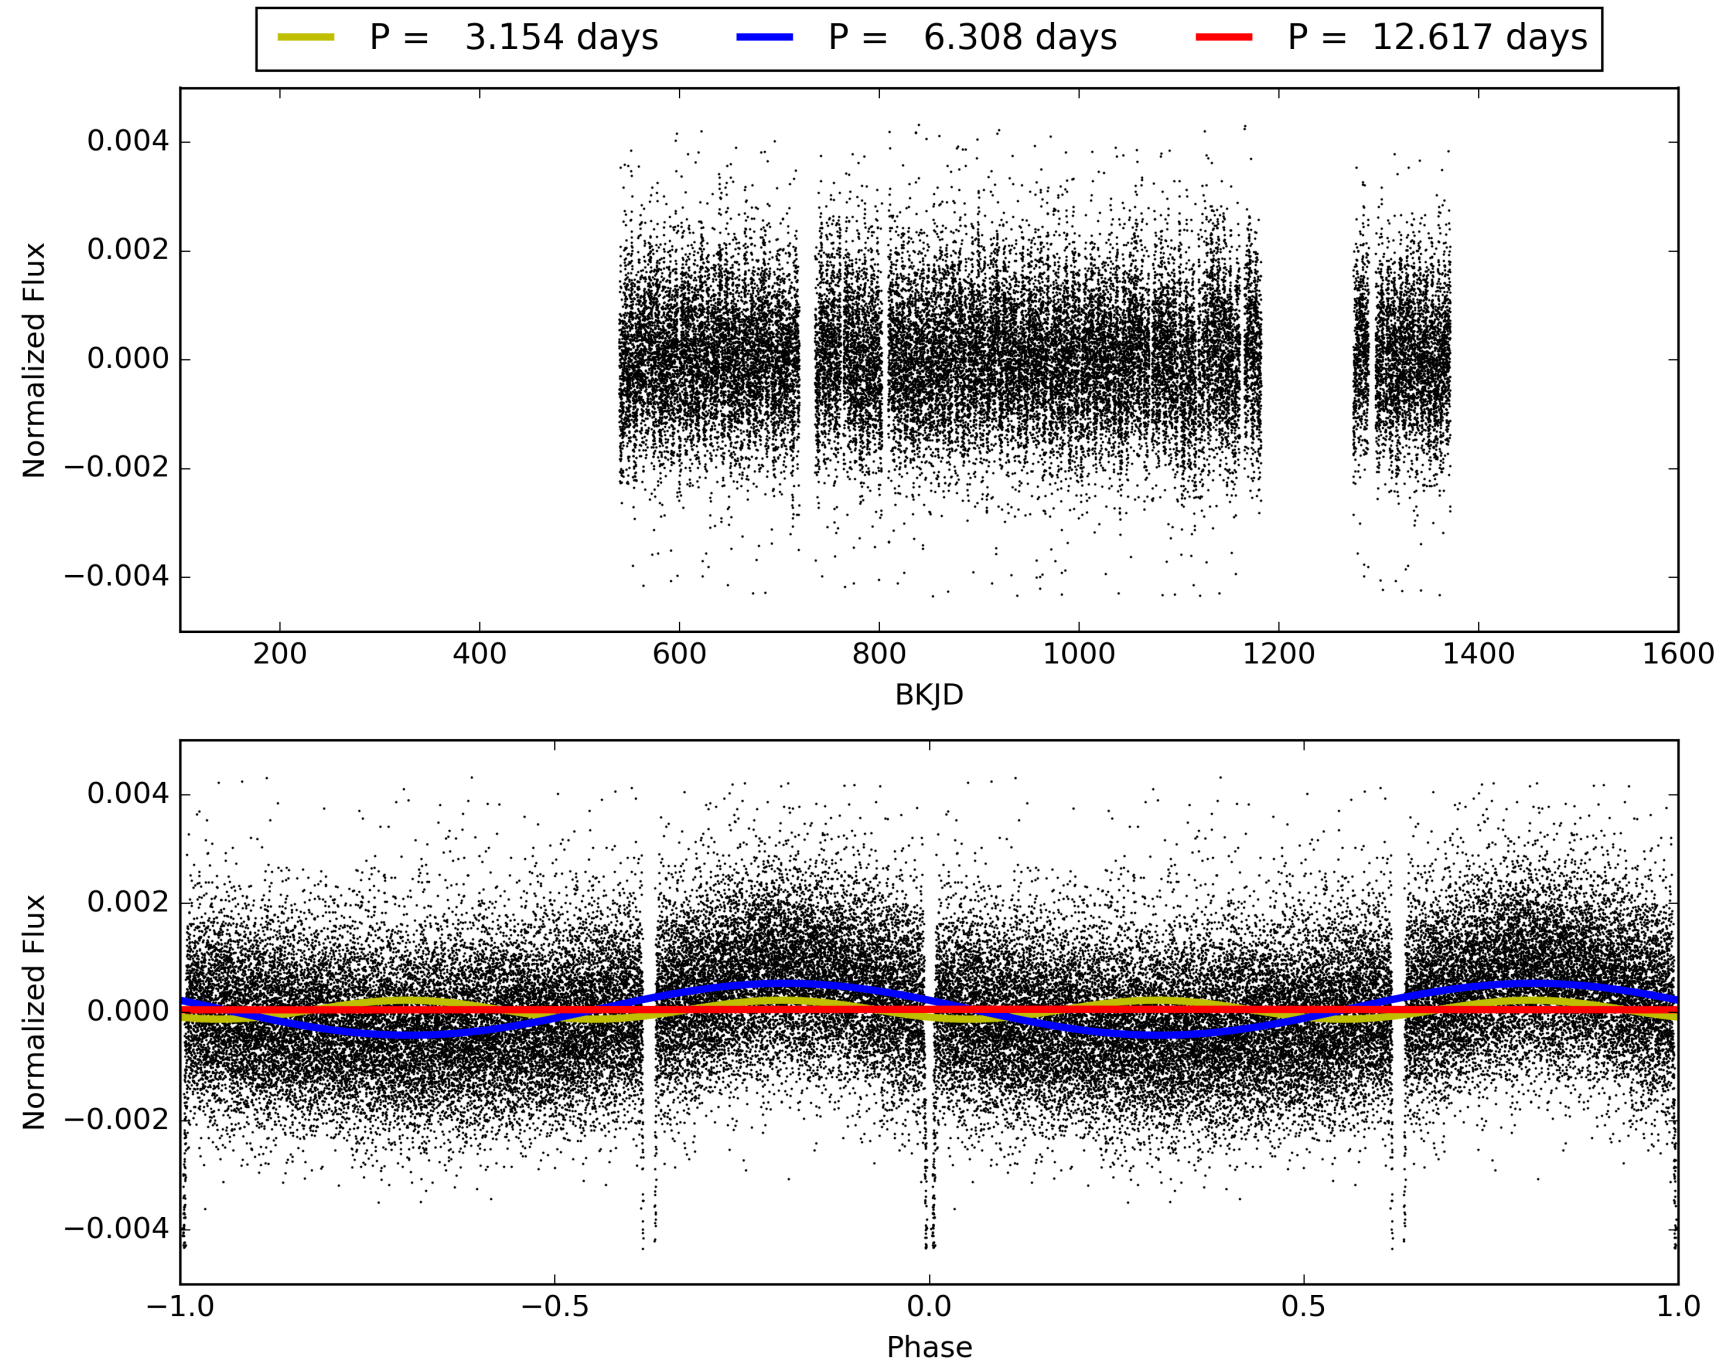 P = 3.154 days P = 6.308 days P = 12.617 days
0.004
0.002
0.000
−0.002
−0.004
Normalized Flux
200 400 600 800 1000 1200 1400 1600
BKJD
0.004
0.002
0.000
−0.002
−0.004
Normalized Flux
−1.0 −0.5 0.0 0.5 1.0
Phase